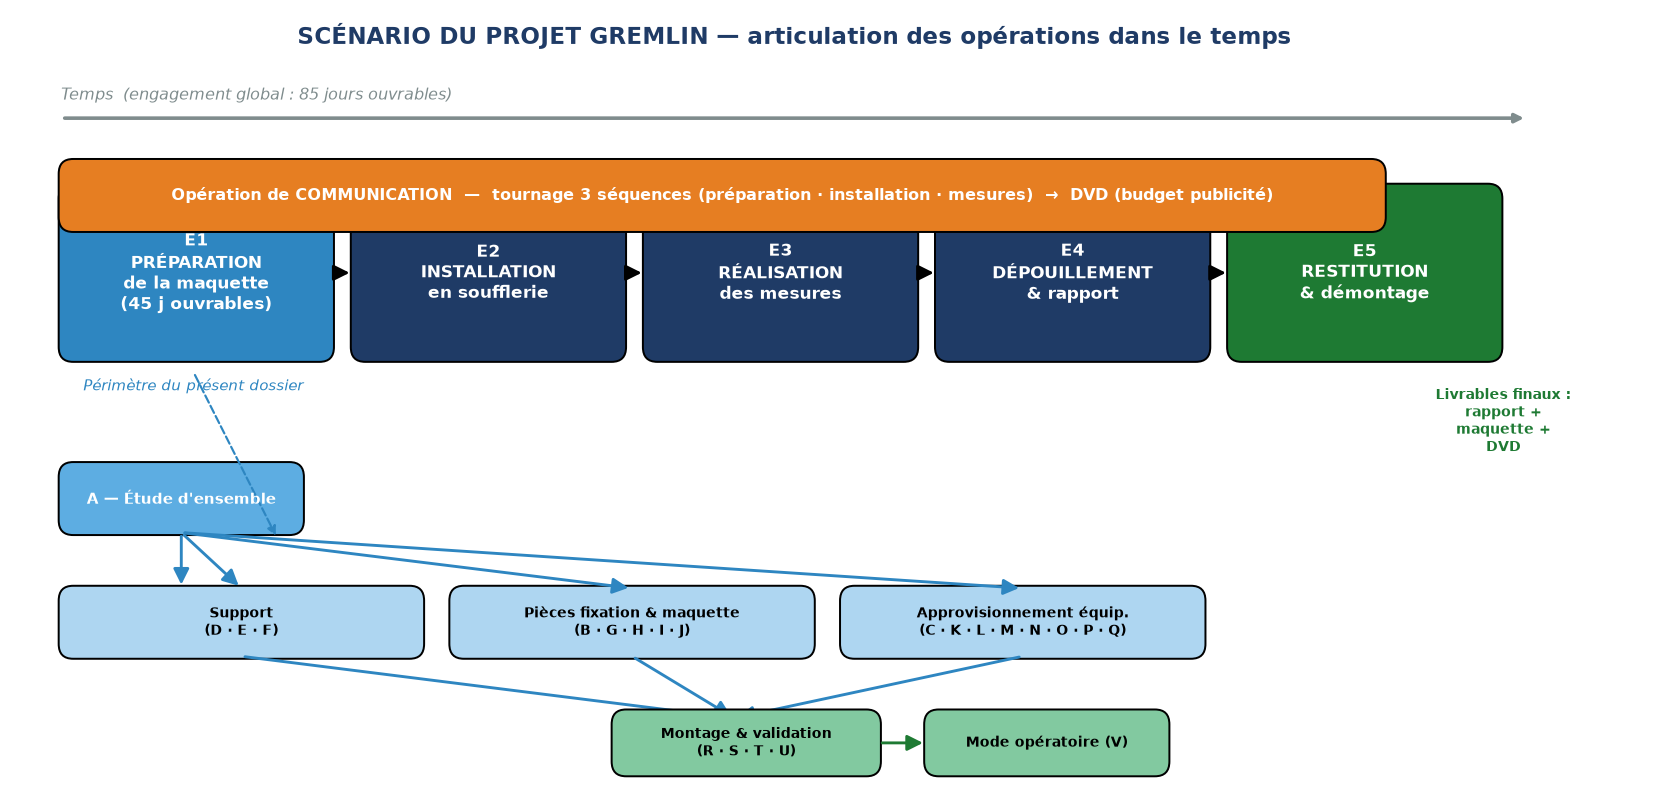 SCÉNARIO DU PROJET GREMLIN — articulation des opérations dans le temps
Temps  (engagement global : 85 jours ouvrables)
Opération de COMMUNICATION  —  tournage 3 séquences (préparation · installation · mesures)  →  DVD (budget publicité)
E1
PRÉPARATION
de la maquette
(45 j ouvrables)
E2
INSTALLATION
en soufflerie
E3
RÉALISATION
des mesures
E4
DÉPOUILLEMENT
& rapport
E5
RESTITUTION
& démontage
Périmètre du présent dossier
Livrables finaux :
rapport +
maquette +
DVD
A — Étude d'ensemble
Support
(D · E · F)
Pièces fixation & maquette
(B · G · H · I · J)
Approvisionnement équip.
(C · K · L · M · N · O · P · Q)
Montage & validation
(R · S · T · U)
Mode opératoire (V)